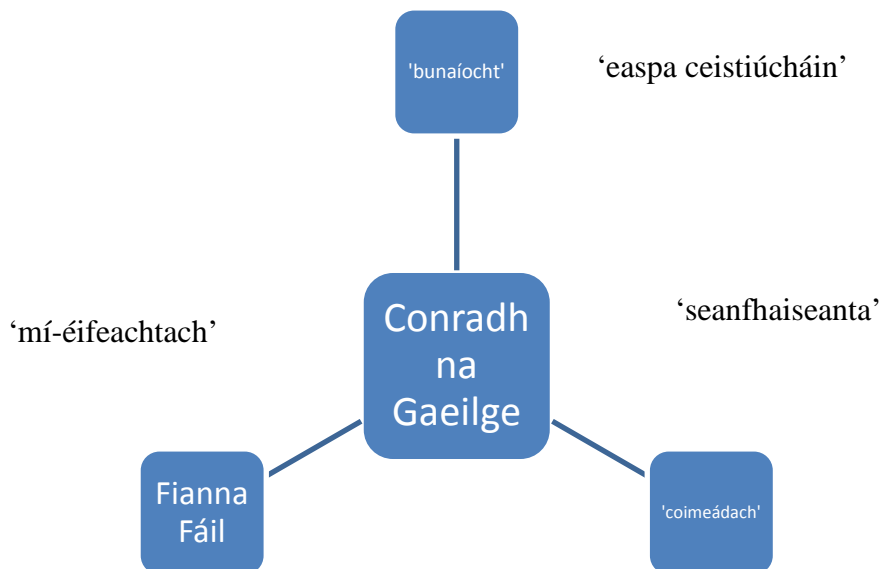 'bunaíocht'
‘easpa ceistiúcháin’
Conradh
na
Gaeilge
‘seanfhaiseanta’
‘mí-éifeachtach’
Fianna
Fáil
'coimeádach'